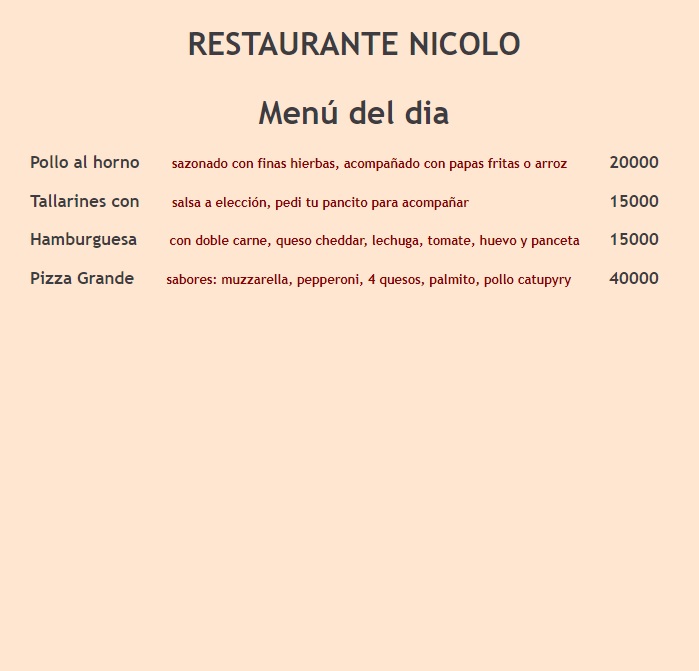 RESTAURANTE NICOLO
Menú del dia
Pollo al horno sazonado con finas hierbas, acompañado con papas fritas o arroz 20000
Tallarines con salsa a elección, pedi tu pancito para acompañar 15000
Hamburguesa con doble carne, queso cheddar, lechuga, tomate, huevo y panceta 15000
Pizza Grande sabores: muzzarella, pepperoni, 4 quesos, palmito, pollo catupyry 40000